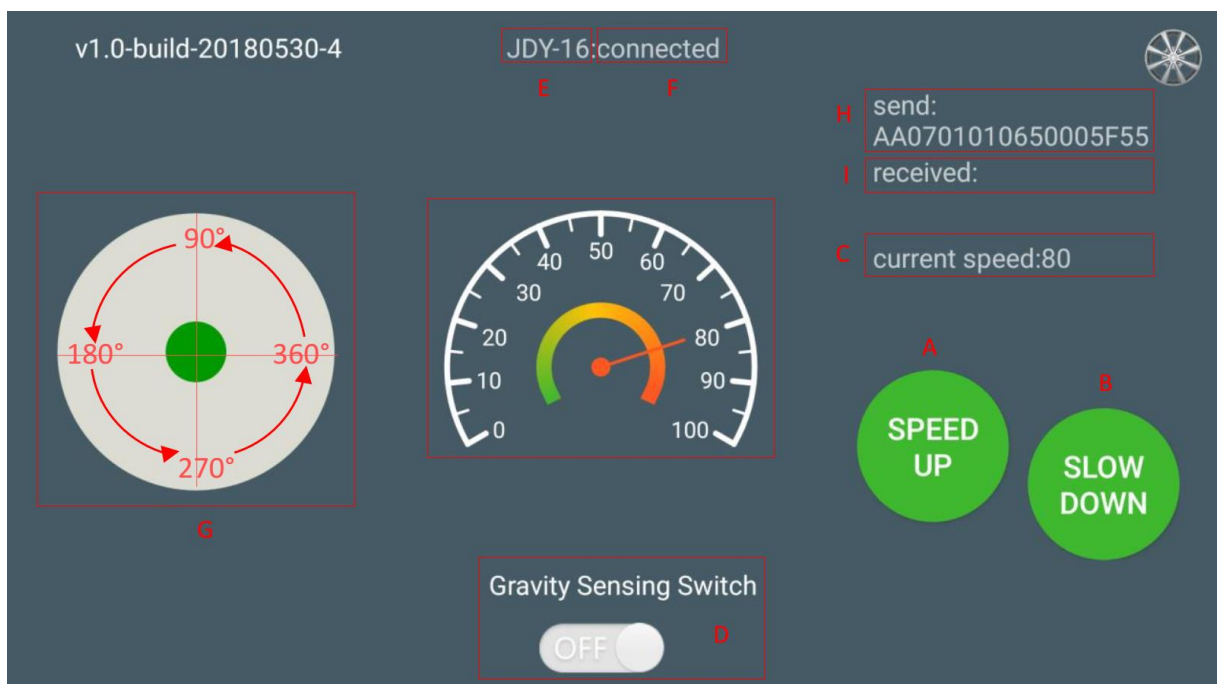 v1.0-build-20180530-4
JDY-16:connected
E
F
H
send:
AA0701010650005F55
I
received:
C
current speed:80
90°
180°
360°
270°
G
0
10
20
30
40
50
60
70
80
90
100
A
SPEED
UP
B
SLOW
DOWN
Gravity Sensing Switch
OFF
D